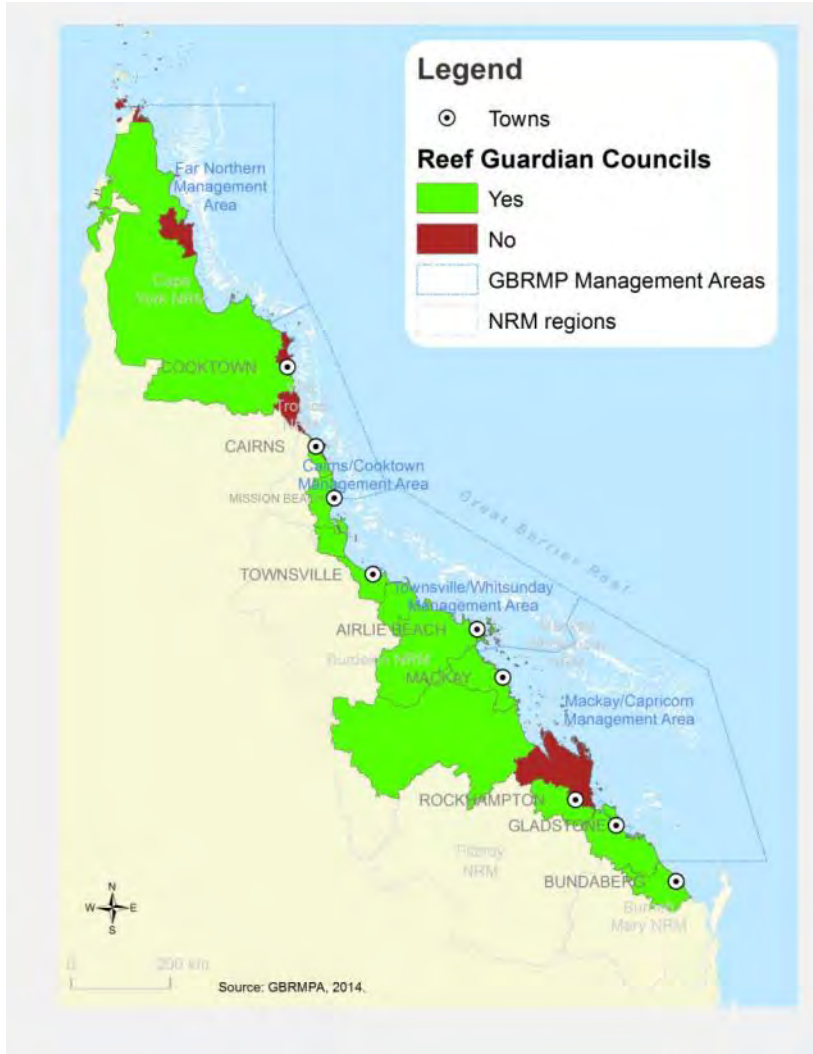 Legend
Towns
Reef Guardian Councils
Yes
No
GBRMP Management Areas
NRM regions
Far Northern
Management
Area
Cape
York NRM
COOKTOWN
CAIRNS
Cairns/Cooktown
Management Area
MISSION BEACH
Great Barrier Reef
TOWNSVILLE
Townsville/Whitsunday
Management Area
AIRLIE BEACH
Burdekin NRM
MACKAY
Mackay/Capricorn
Management Area
ROCKHAMPTON
GLADSTONE
Fitzroy
NRM
BUNDABERG
Mary NRM
N
W
E
S
0
200 km
Source: GBRMPA, 2014.